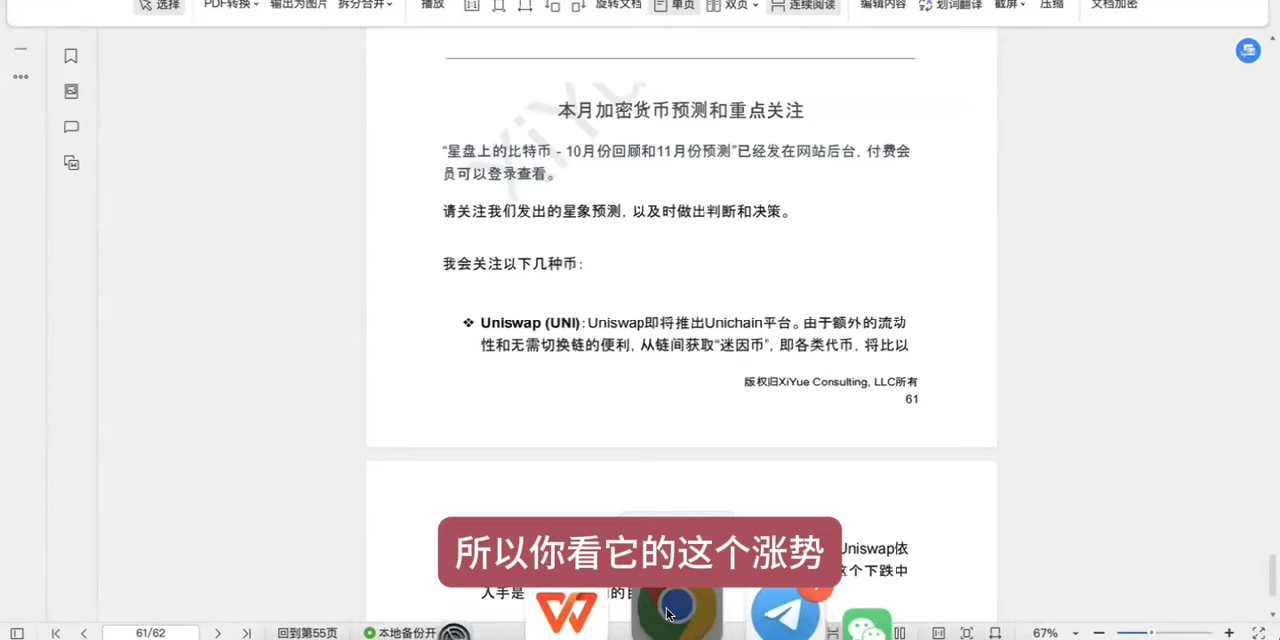 选择
PDF转换
输出为图片
拆分合并
播放
旋转文档
单页
双页
连续阅读
编辑内容
划词翻译
截屏
压缩
文档加密
XiYu
本月加密货币预测和重点关注
“星盘上的比特币 - 10月份回顾和11月份预测”已经发在网站后台，付费会
员可以登录查看。
请关注我们发出的星象预测，以及时做出判断和决策。
我会关注以下几种币：
❖ Uniswap (UNI)：Uniswap即将推出Unichain平台。由于额外的流动
性和无需切换链的便利，从链间获取“迷因币”，即各类代币，将比以
版权归XiYue Consulting, LLC所有
61
Uniswap依
这个下跌中
入手是
的目
所以你看它的这个涨势
61/62
回到第55页
本地备份开
67%